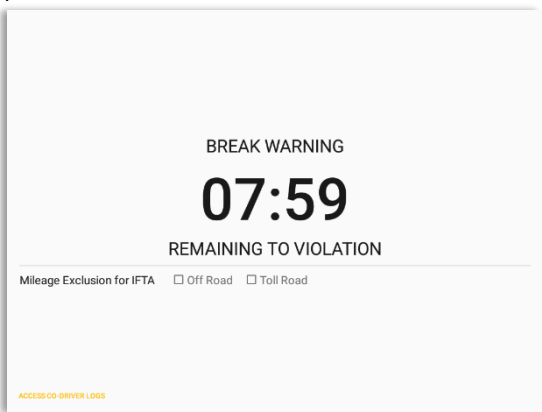 BREAK WARNING
07:59
REMAINING TO VIOLATION
Mileage Exclusion for IFTA Off Road Toll Road
ACCESS CO-DRIVER LOGS